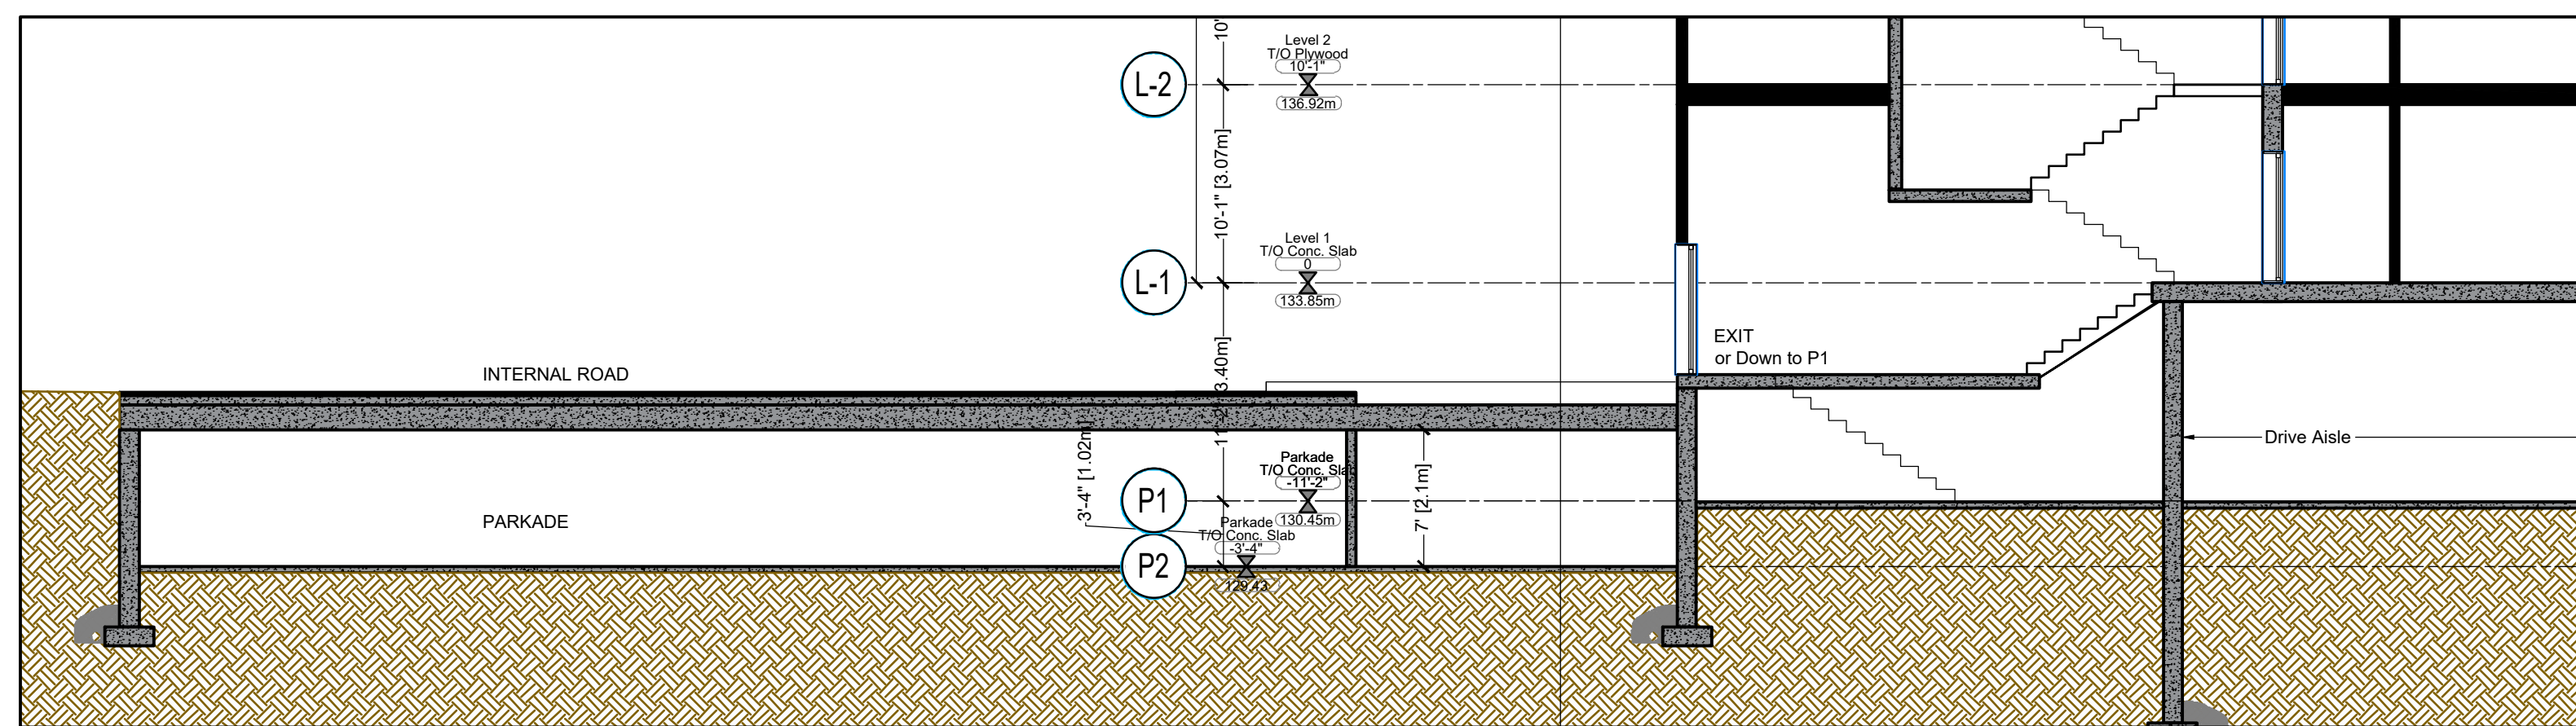 10'
Level 2
T/O Plywood
10'-1"
L-2
136.92m
10'-1" [3.07m]
Level 1
T/O Conc. Slab
0
L-1
133.85m
EXIT
or Down to P1
INTERNAL ROAD
3.40m]
3'-4" [1.02m]
Drive Aisle
Parkade
T/O Conc. Slab
-11'-2"
P1
130.45m
7' [2.1m]
PARKADE
Parkade
T/O Conc. Slab
-3'-4"
P2
129.43